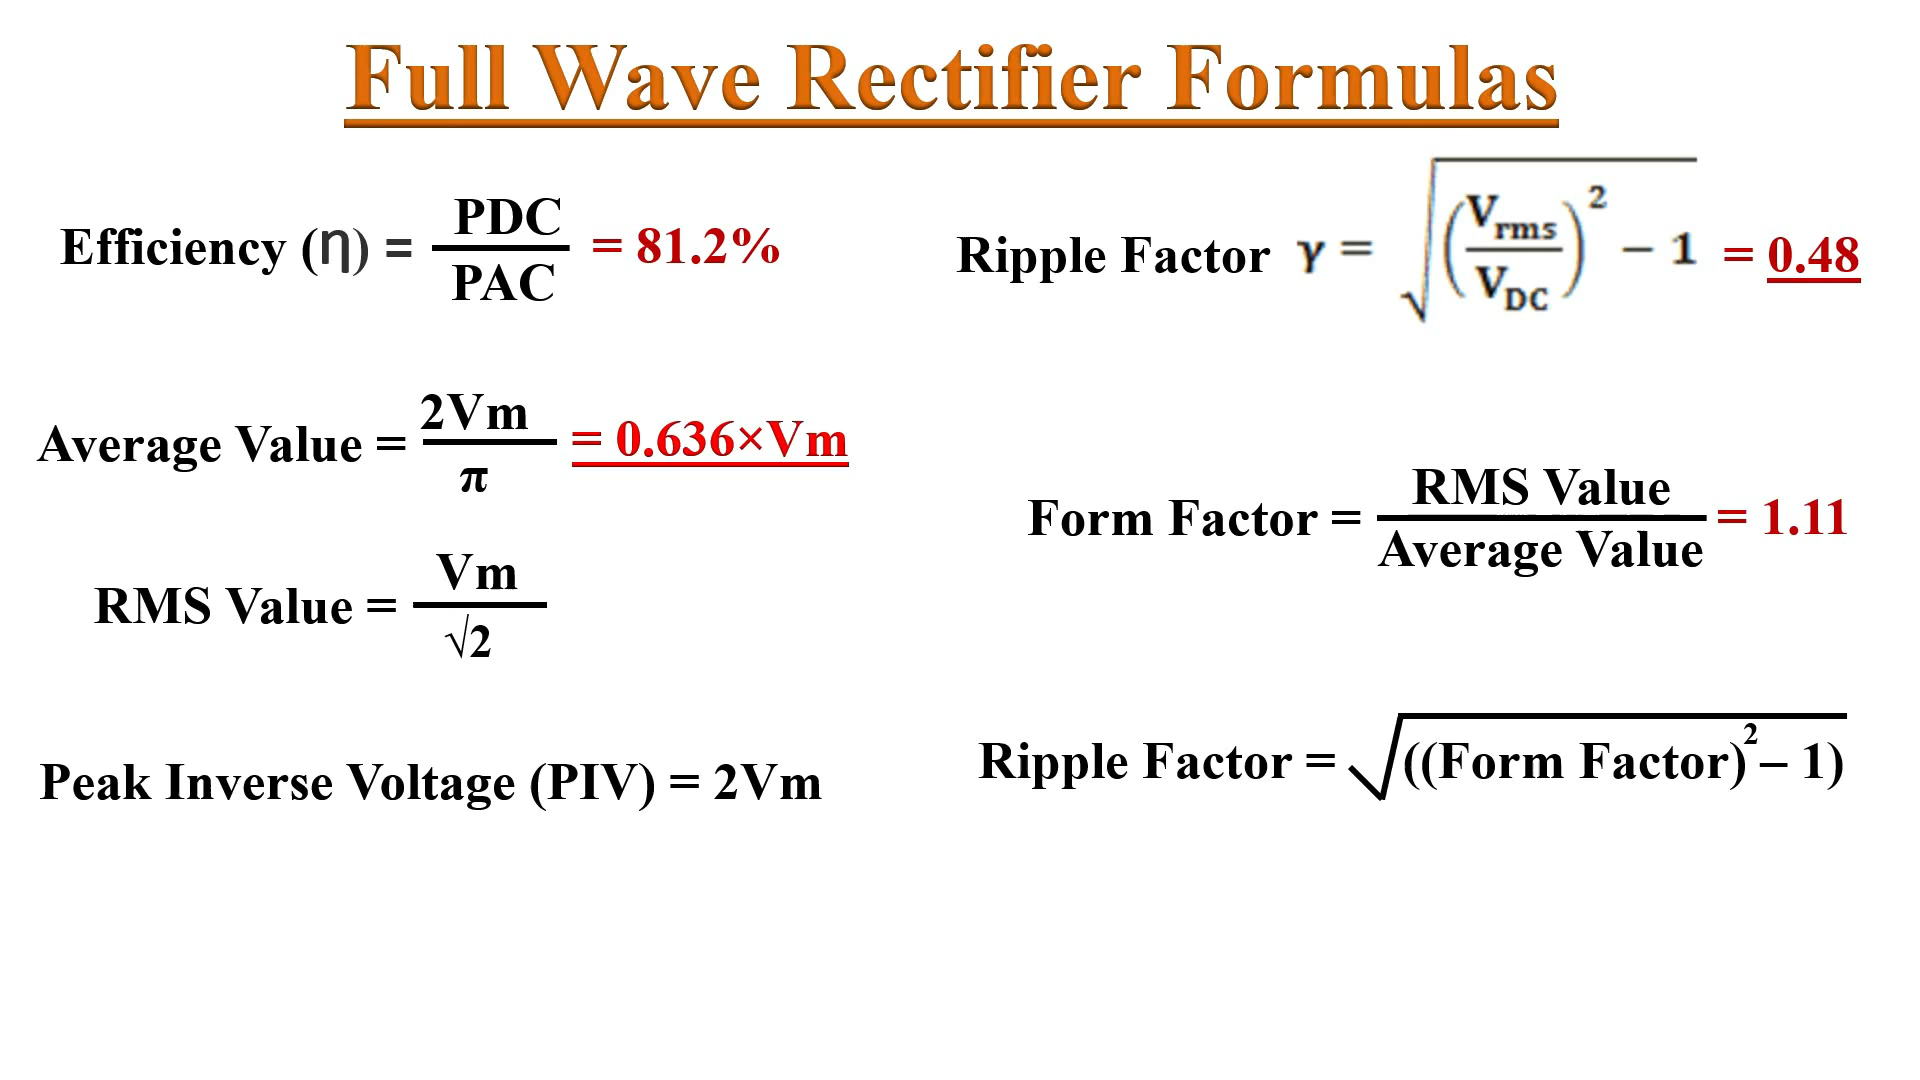 Full Wave Rectifier Formulas
Efficiency (η) = PDC / PAC = 81.2%
Average Value = 2Vm / π = 0.636×Vm
RMS Value = Vm / √2
Peak Inverse Voltage (PIV) = 2Vm
Ripple Factor γ = √((Vrms / VDC)² − 1) = 0.48
Form Factor = RMS Value / Average Value = 1.11
Ripple Factor = √((Form Factor)² – 1)